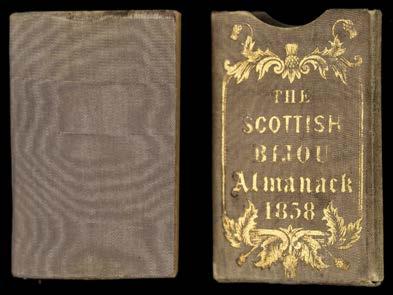 THE
SCOTTISH
BIJOU
Almanack
1858